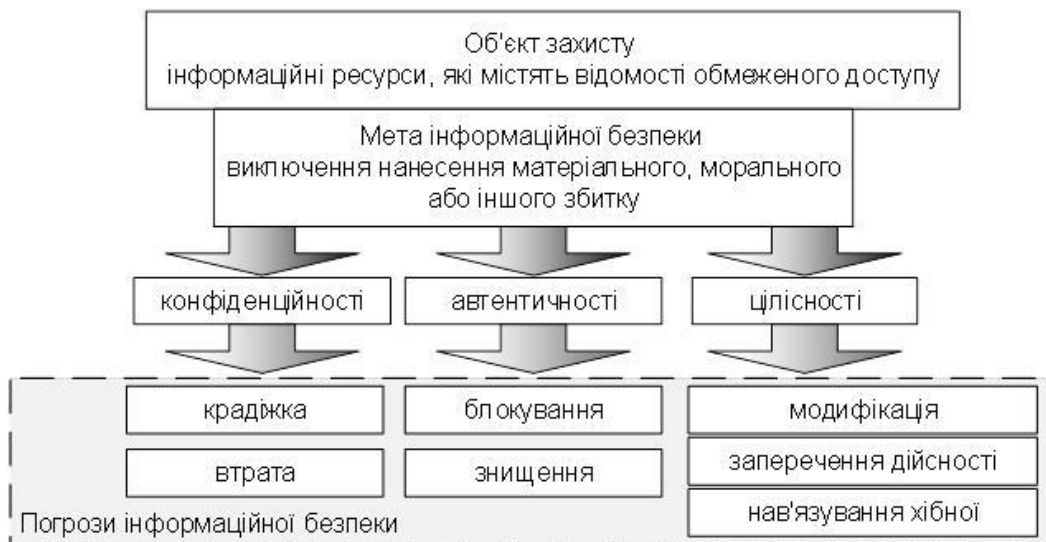 Об'єкт захисту
інформаційні ресурси, які містять відомості обмеженого доступу
Мета інформаційної безпеки
виключення нанесення матеріального, морального
або іншого збитку
конфіденційності
автентичності
цілісності
крадіжка
блокування
модифікація
втрата
знищення
заперечення дійсності
нав'язування хібної
Погрози інформаційної безпеки